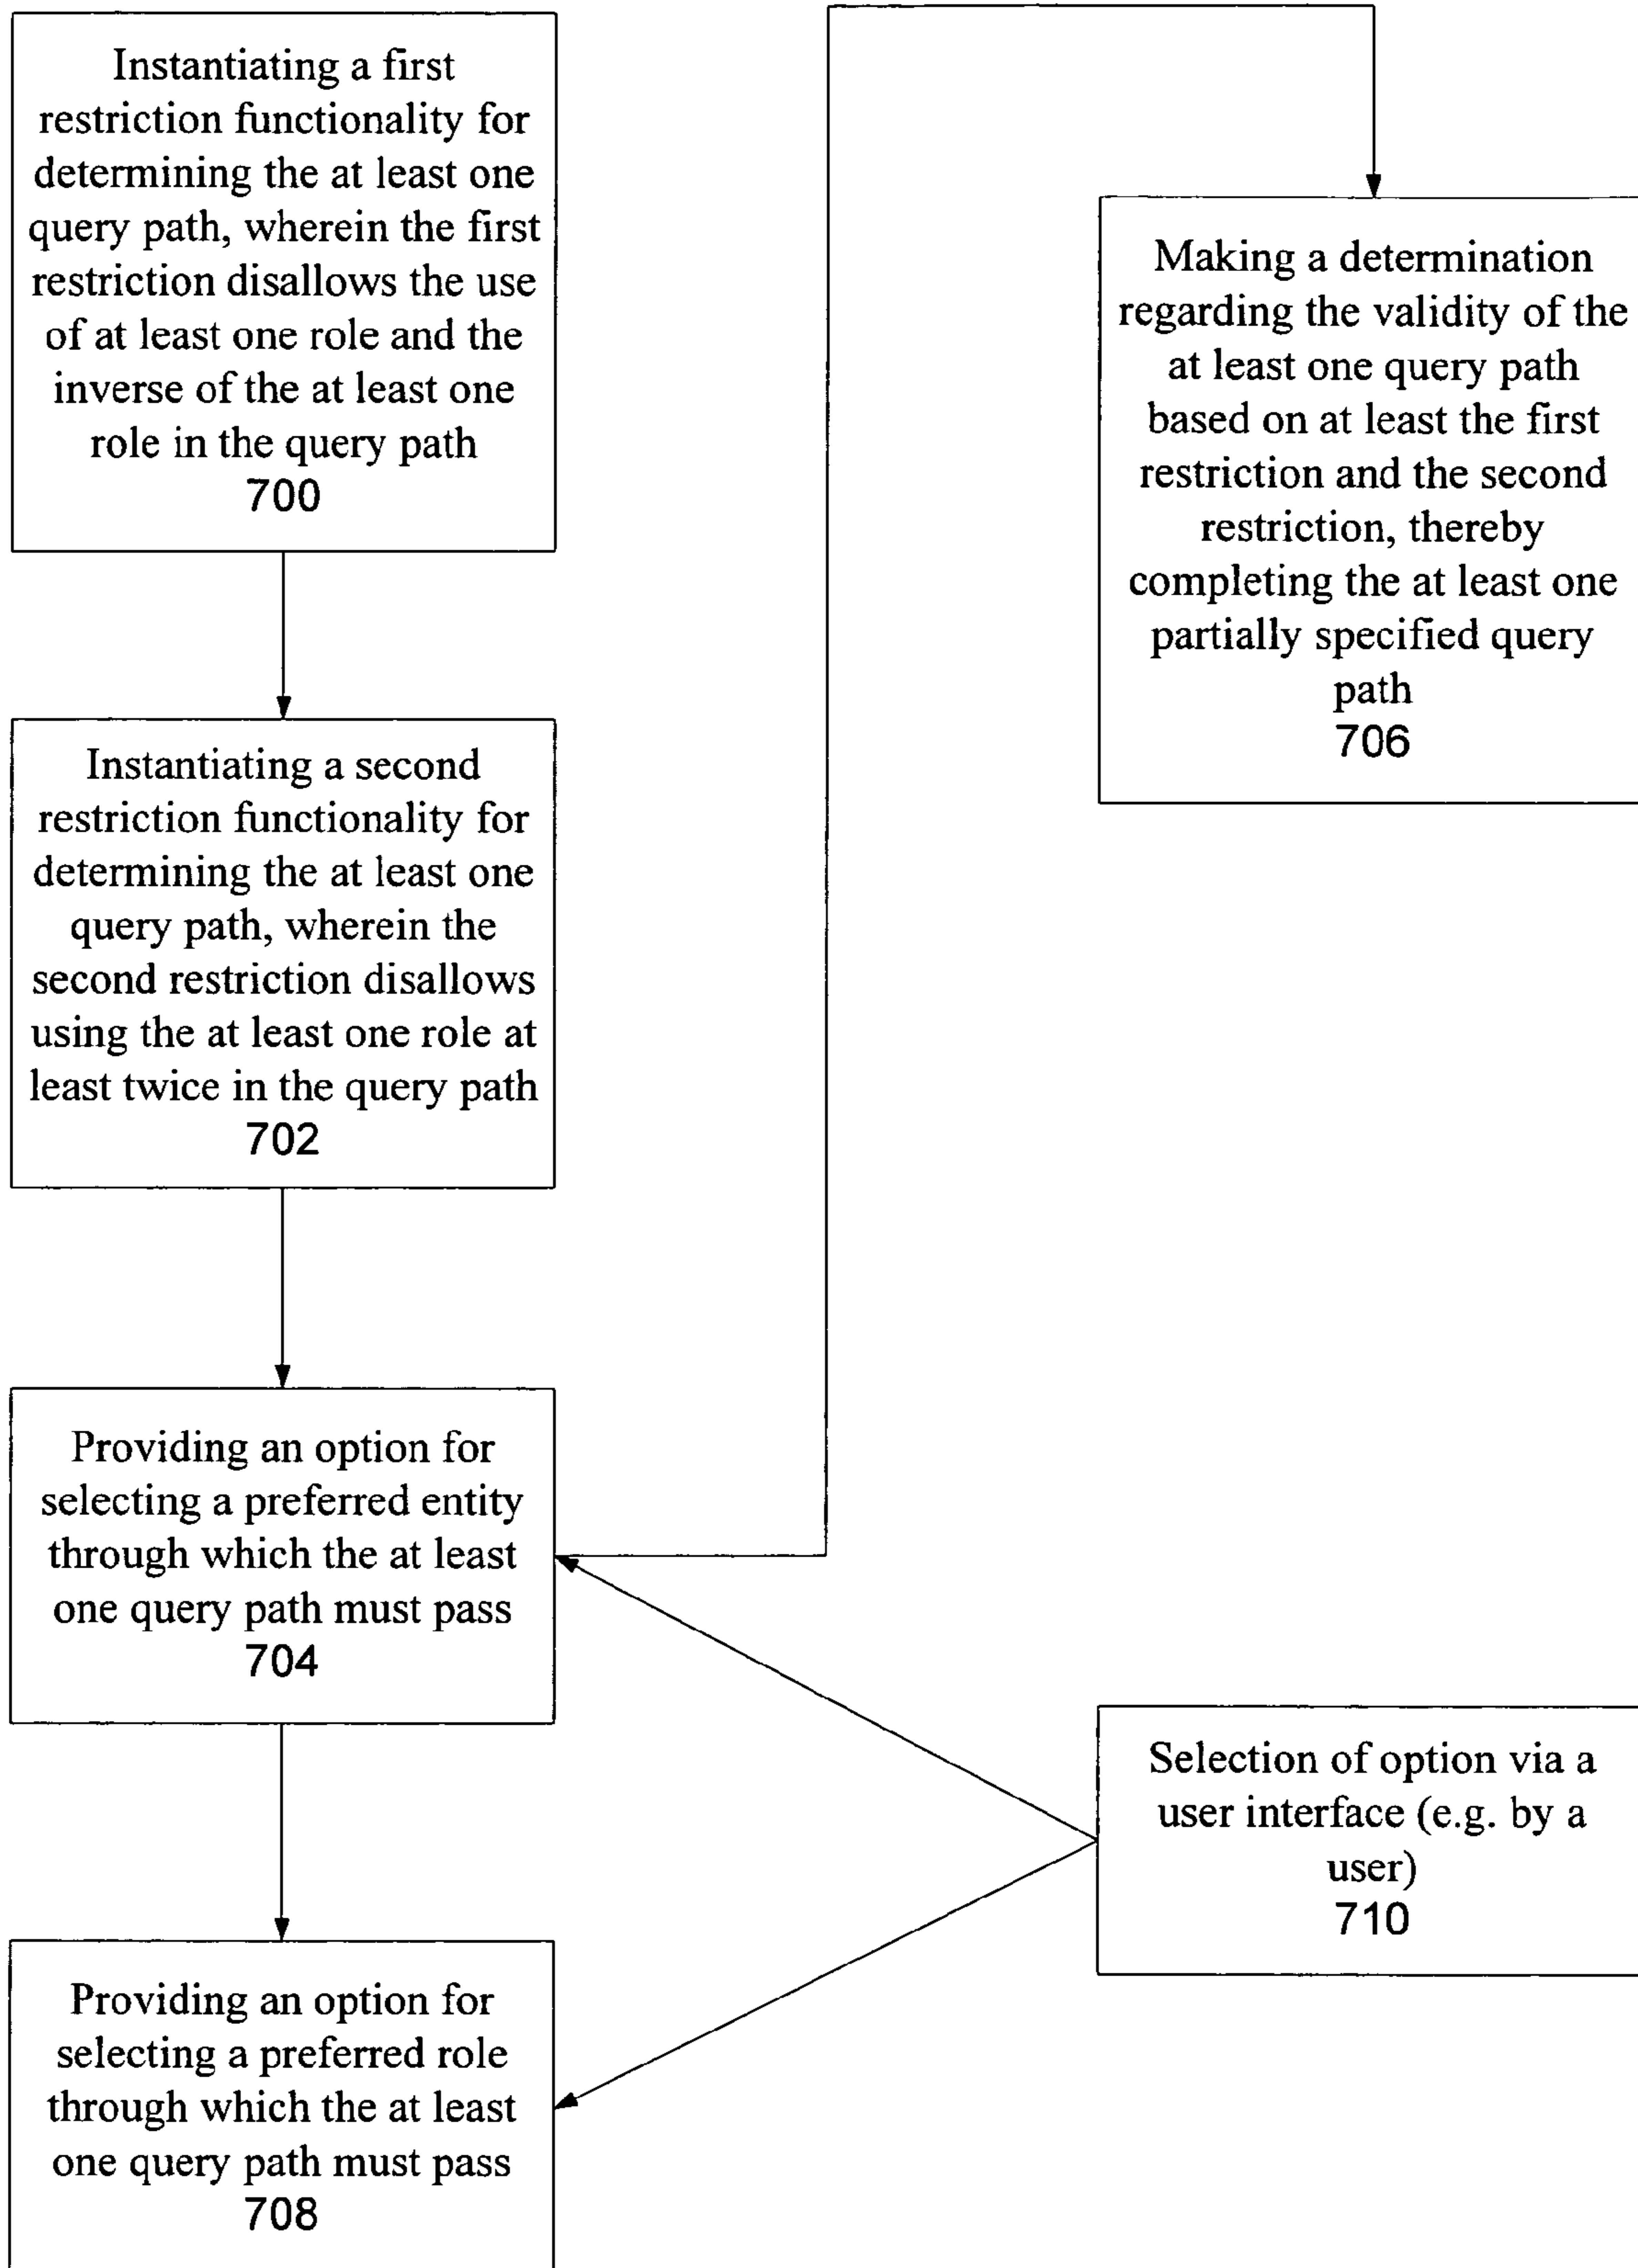 Instantiating a first
restriction functionality for
determining the at least one
query path, wherein the first
restriction disallows the use
of at least one role and the
inverse of the at least one
role in the query path
700
Instantiating a second
restriction functionality for
determining the at least one
query path, wherein the
second restriction disallows
using the at least one role at
least twice in the query path
702
Providing an option for
selecting a preferred entity
through which the at least
one query path must pass
704
Providing an option for
selecting a preferred role
through which the at least
one query path must pass
708
Making a determination
regarding the validity of the
at least one query path
based on at least the first
restriction and the second
restriction, thereby
completing the at least one
partially specified query
path
706
Selection of option via a
user interface (e.g. by a
user)
710